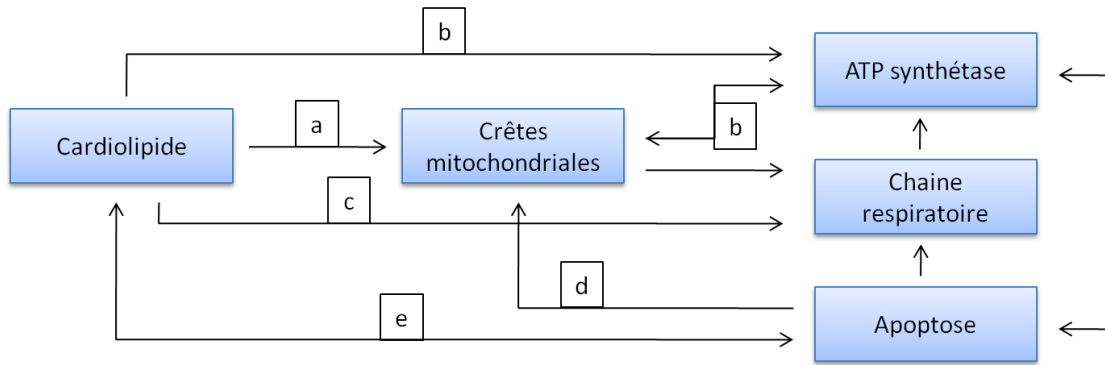 b
ATP synthétase
Cardiolipide
a
Crêtes
mitochondriales
b
c
Chaine
respiratoire
d
e
Apoptose